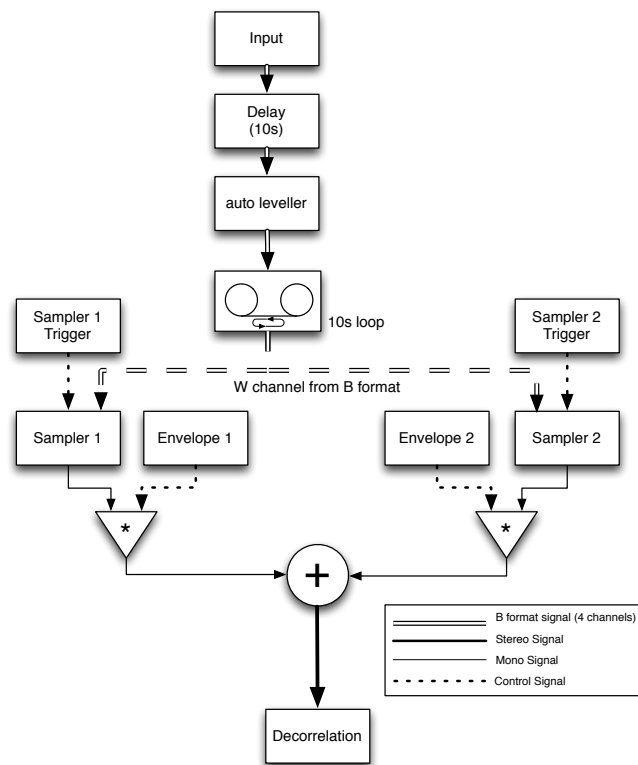 Input
Delay
(10s)
auto leveller
10s loop
Sampler 1
Trigger
Sampler 2
Trigger
W channel from B format
Sampler 1
Envelope 1
Envelope 2
Sampler 2
*
*
+
B format signal (4 channels)
Stereo Signal
Mono Signal
Control Signal
Decorrelation